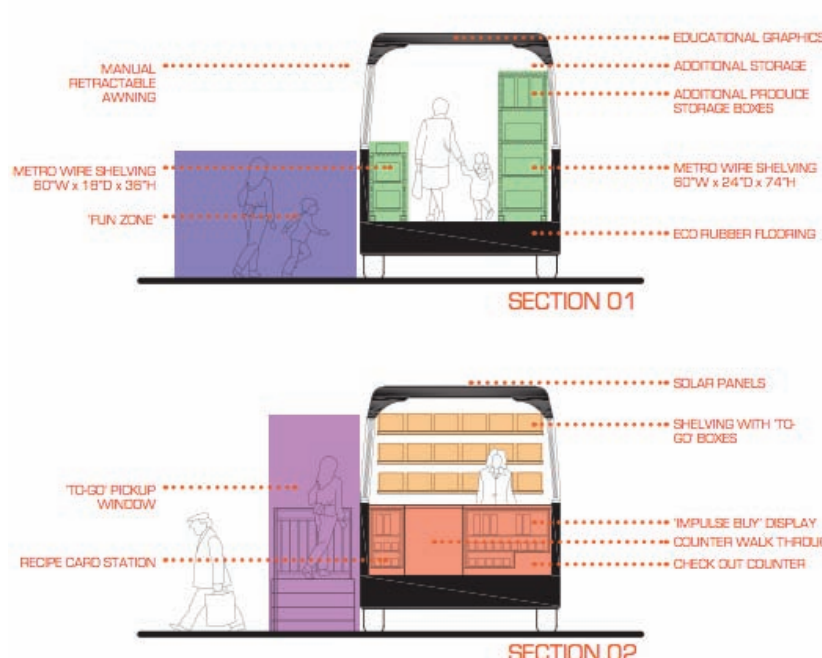 EDUCATIONAL GRAPHICS
MANUAL
RETRACTABLE
AWNING
ADDITIONAL STORAGE
ADDITIONAL PRODUCE
STORAGE BOXES
METRO WIRE SHELVING
60"W x 18"D x 36"H
METRO WIRE SHELVING
60"W x 24"D x 74"H
'FUN ZONE'
ECO RUBBER FLOORING
SECTION 01
SOLAR PANELS
SHELVING WITH 'TO-
GO' BOXES
'TO-GO' PICKUP
WINDOW
'IMPULSE BUY' DISPLAY
COUNTER WALK THROU
RECIPE CARD STATION
CHECK OUT COUNTER
SECTION 02